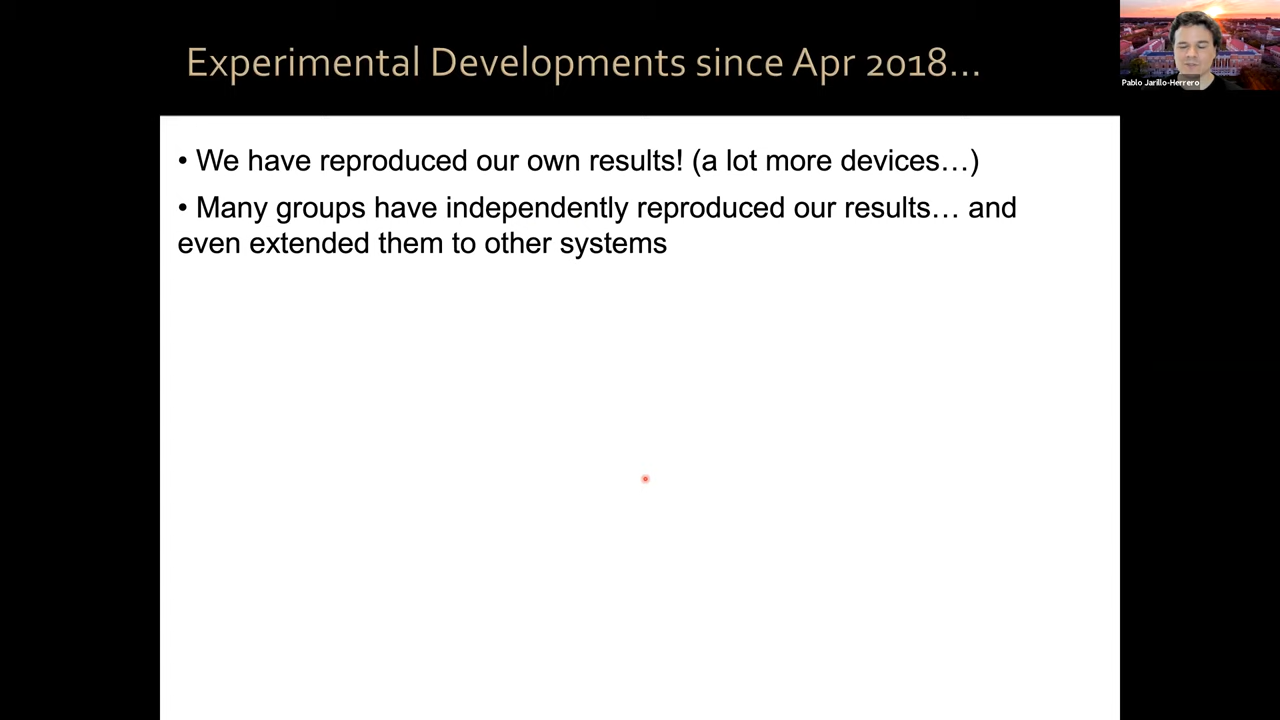 Experimental Developments since Apr 2018...
Pablo Jarillo-Herrero
• We have reproduced our own results! (a lot more devices…)
• Many groups have independently reproduced our results… and
even extended them to other systems